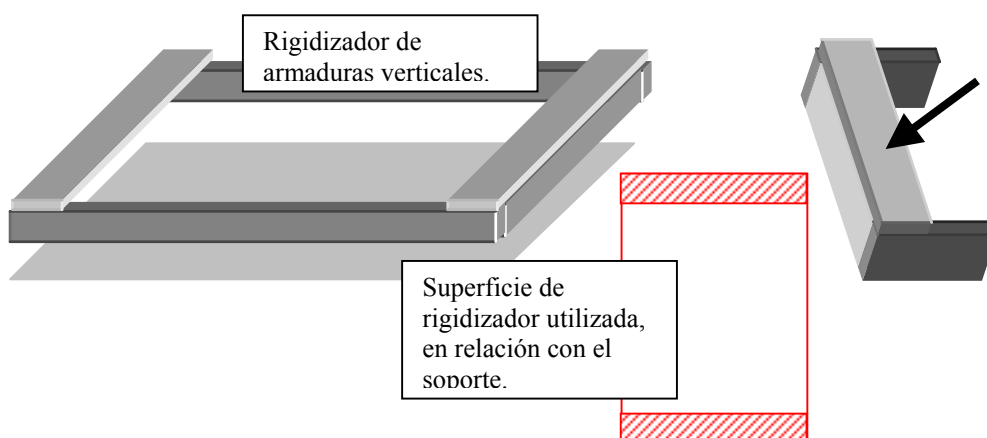 Rigidizador de
armaduras verticales.
Superficie de
rigidizador utilizada,
en relación con el
soporte.